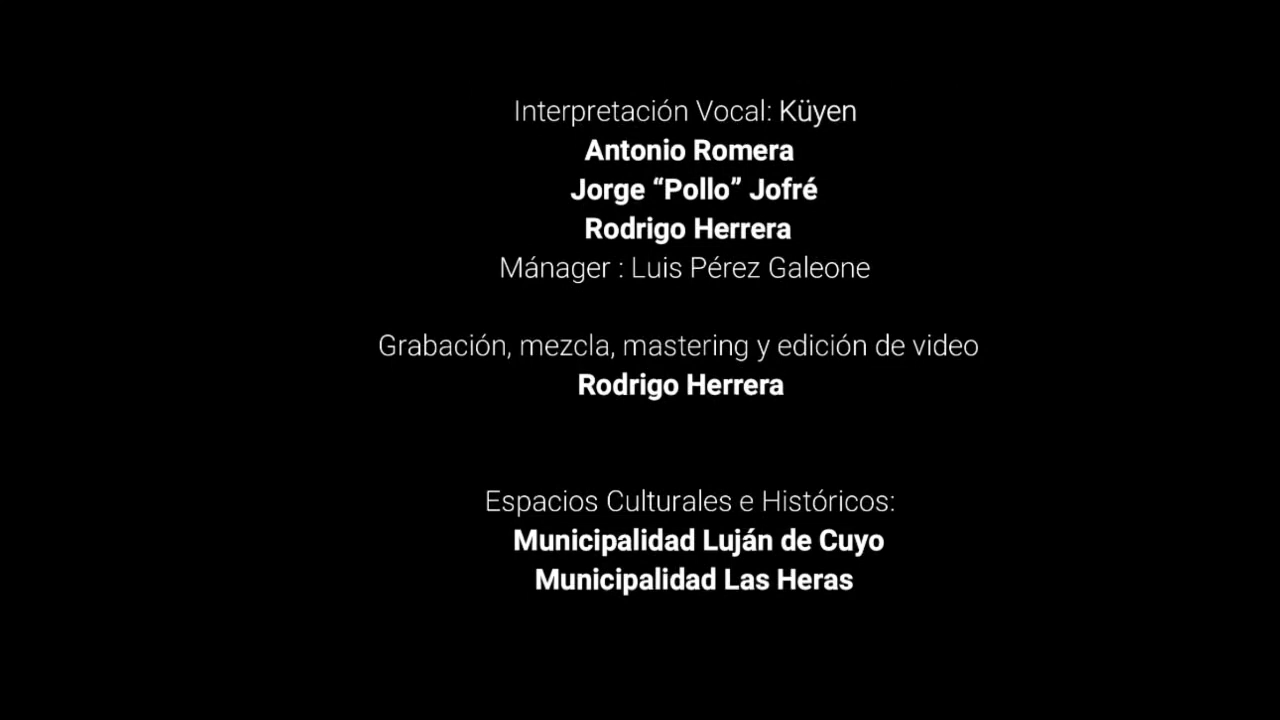 Interpretación Vocal: Küyen
Antonio Romera
Jorge “Pollo” Jofré
Rodrigo Herrera
Mánager : Luis Pérez Galeone
Grabación, mezcla, mastering y edición de video
Rodrigo Herrera
Espacios Culturales e Históricos:
Municipalidad Luján de Cuyo
Municipalidad Las Heras